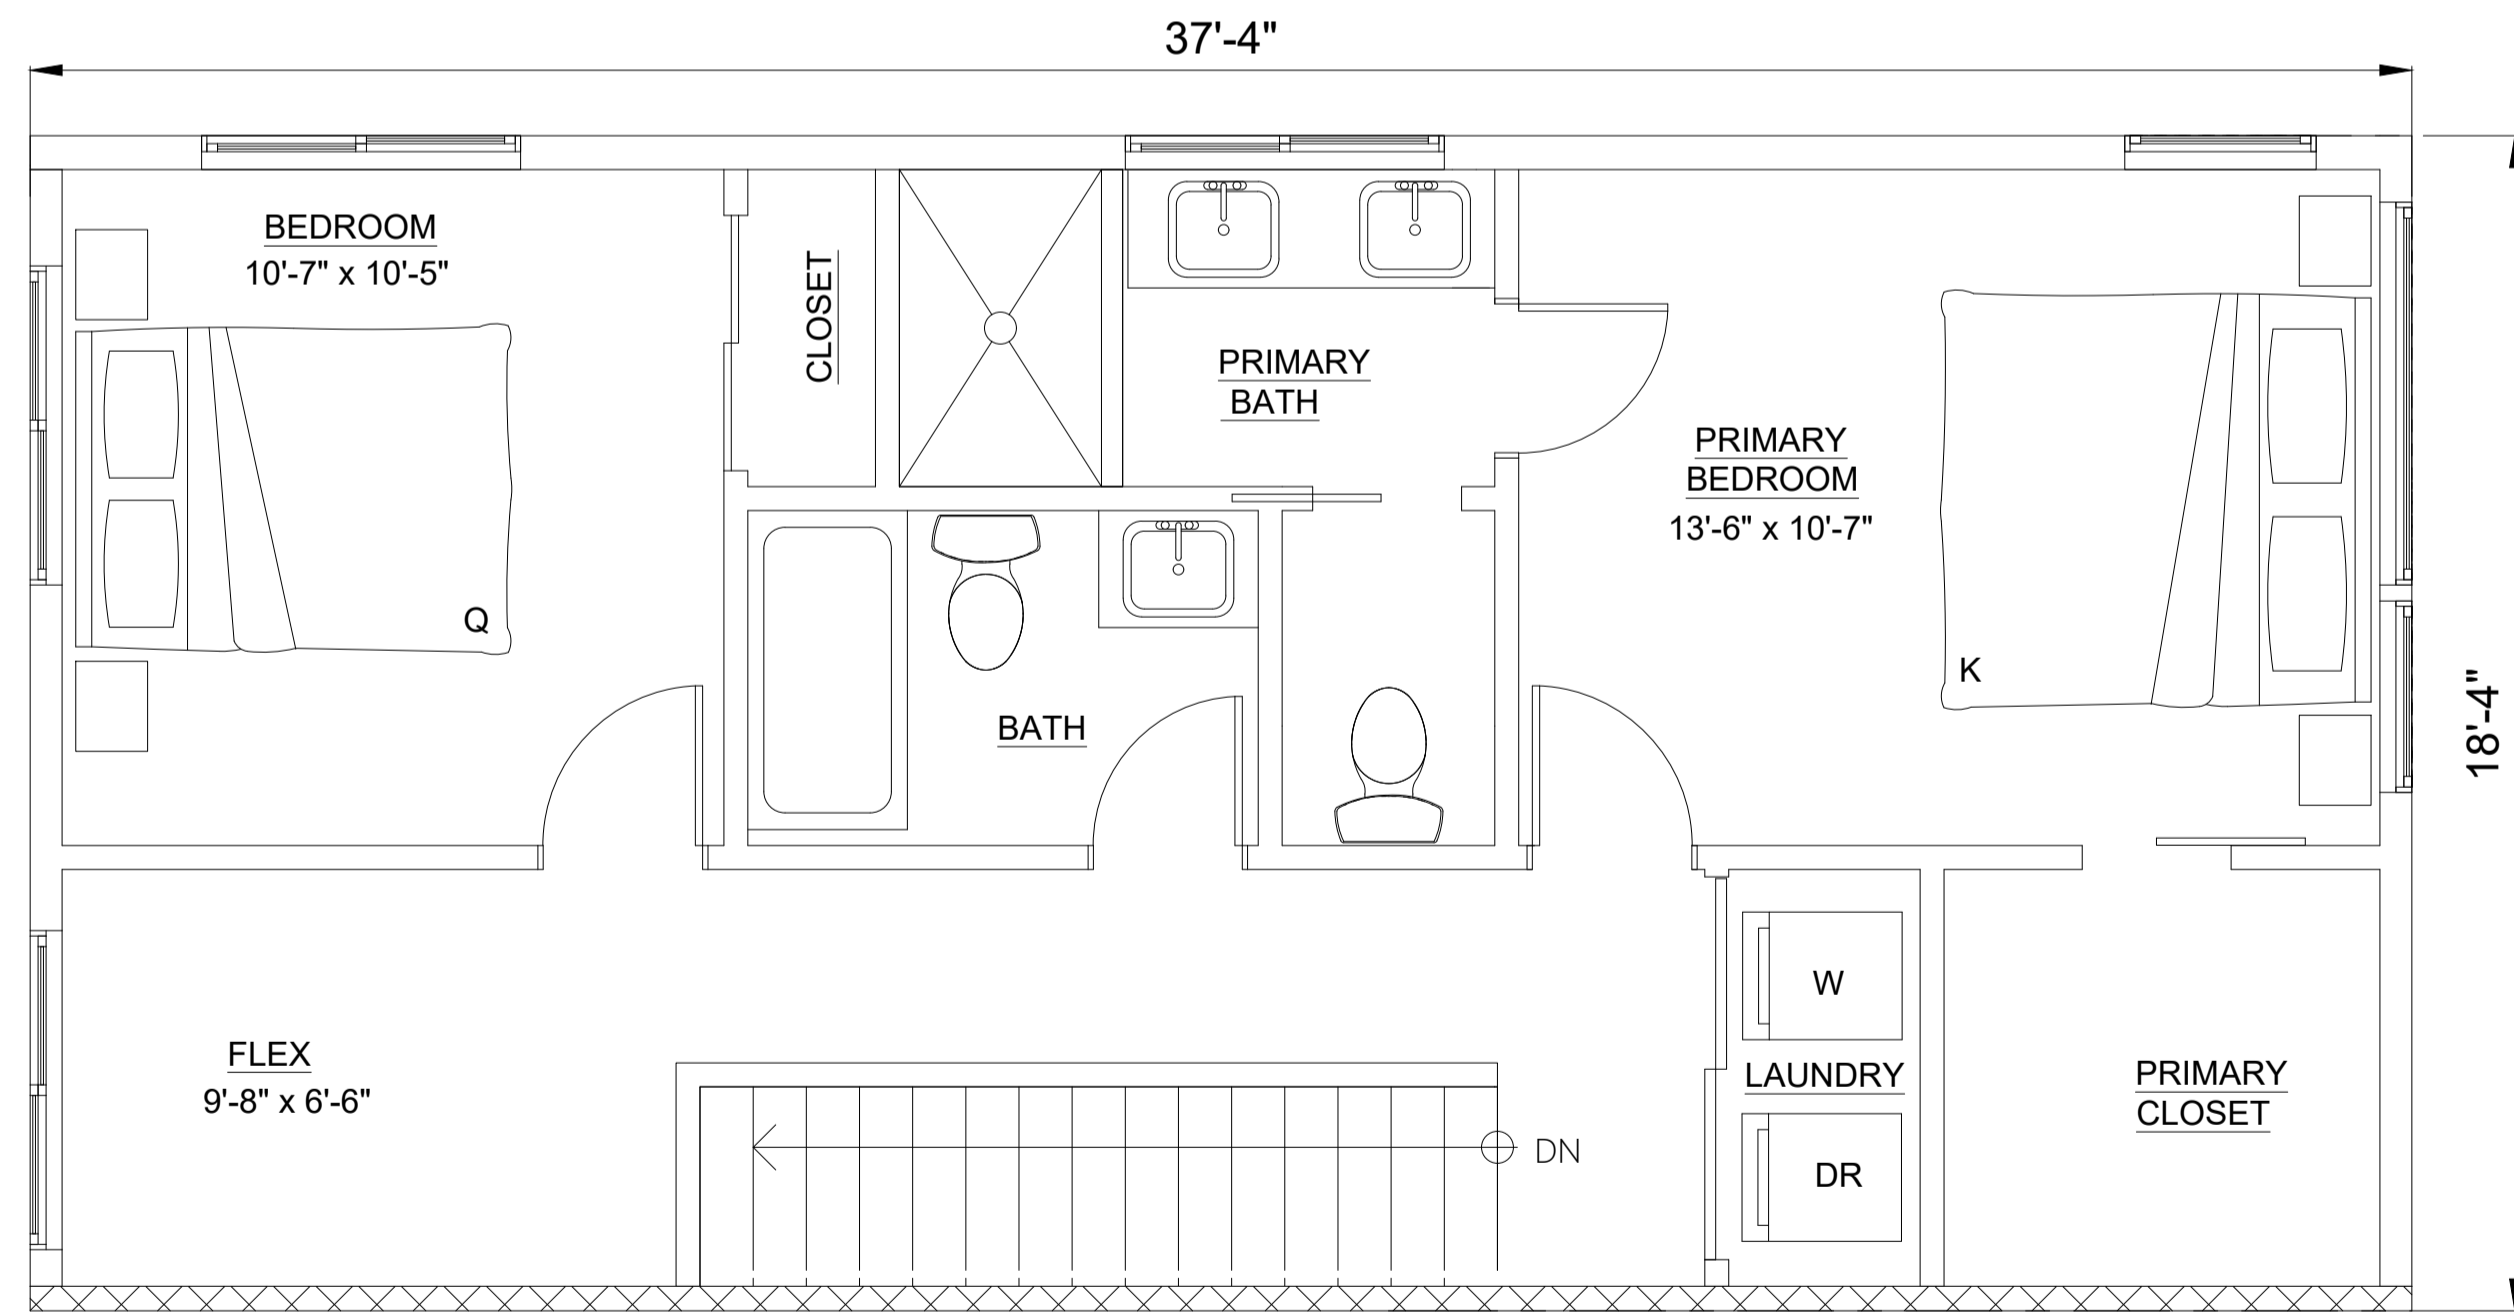 37'-4"
BEDROOM
10'-7" x 10'-5"
CLOSET
PRIMARY
BATH
PRIMARY
BEDROOM
13'-6" x 10'-7"
Q
K
18'-4"
BATH
W
FLEX
9'-8" x 6'-6"
LAUNDRY
PRIMARY
CLOSET
DN
DR